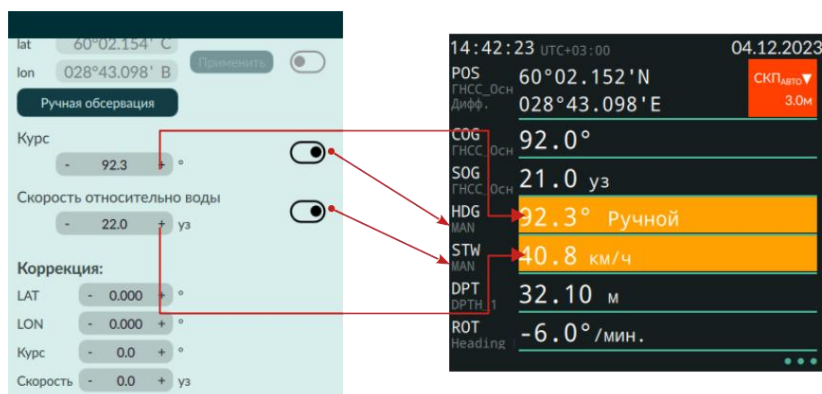 lat 60°02.154' С
lon 028°43.098' В
Применить
Ручная обсервация
Курс
- 92.3 + °
Скорость относительно воды
- 22.0 + уз
Коррекция:
LAT - 0.000 + °
LON - 0.000 + °
Курс - 0.0 + °
Скорость - 0.0 + уз
14:42:23 UTC+03:00 04.12.2023
POS 60°02.152'N
ГНСС_Осн
Дифф. 028°43.098'E
СКПАВТО▼
3.0м
COG 92.0°
ГНСС_Осн
SOG 21.0 уз
ГНСС_Осн
HDG 92.3° Ручной
MAN
STW 40.8 км/ч
MAN
DPT 32.10 м
DPTH_1
ROT -6.0°/мин.
Heading